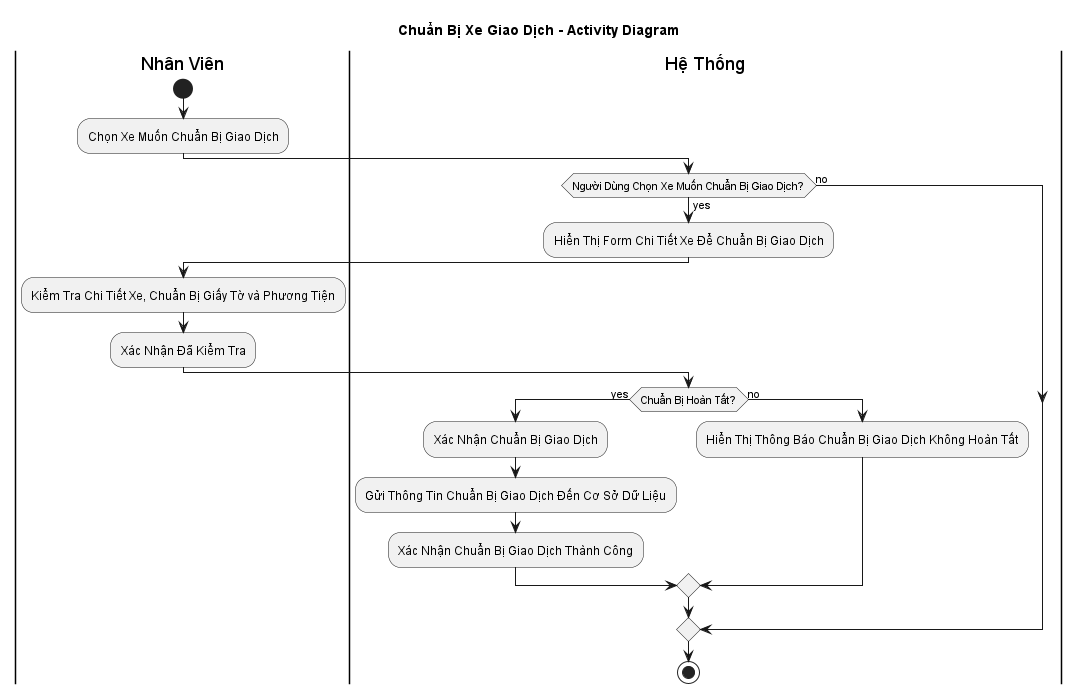 Chuẩn Bị Xe Giao Dịch - Activity Diagram
Nhân Viên
Hệ Thống
Chọn Xe Muốn Chuẩn Bị Giao Dịch
Người Dùng Chọn Xe Muốn Chuẩn Bị Giao Dịch?
no
yes
Hiển Thị Form Chi Tiết Xe Để Chuẩn Bị Giao Dịch
Kiểm Tra Chi Tiết Xe, Chuẩn Bị Giấy Tờ và Phương Tiện
Xác Nhận Đã Kiểm Tra
yes
Chuẩn Bị Hoàn Tất?
no
Xác Nhận Chuẩn Bị Giao Dịch
Hiển Thị Thông Báo Chuẩn Bị Giao Dịch Không Hoàn Tất
Gửi Thông Tin Chuẩn Bị Giao Dịch Đến Cơ Sở Dữ Liệu
Xác Nhận Chuẩn Bị Giao Dịch Thành Công